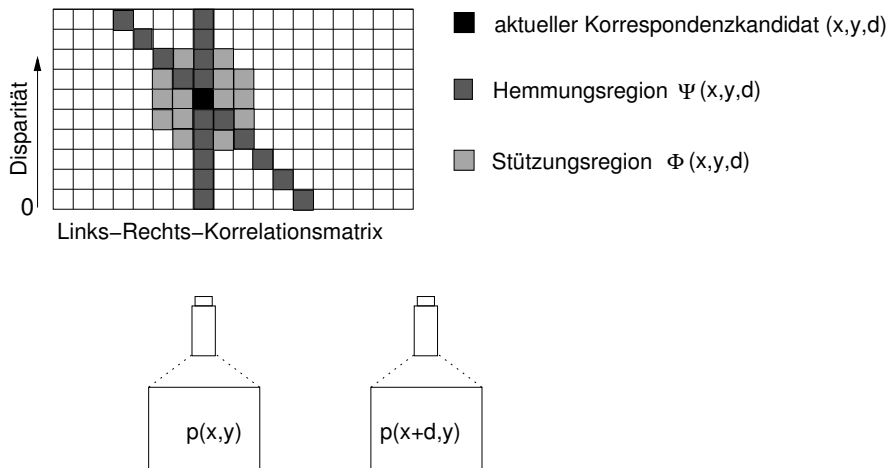 aktueller Korrespondenzkandidat (x,y,d)
Hemmungsregion Ψ(x,y,d)
Stützungsregion Φ(x,y,d)
Disparität
0
Links−Rechts−Korrelationsmatrix
p(x,y)
p(x+d,y)